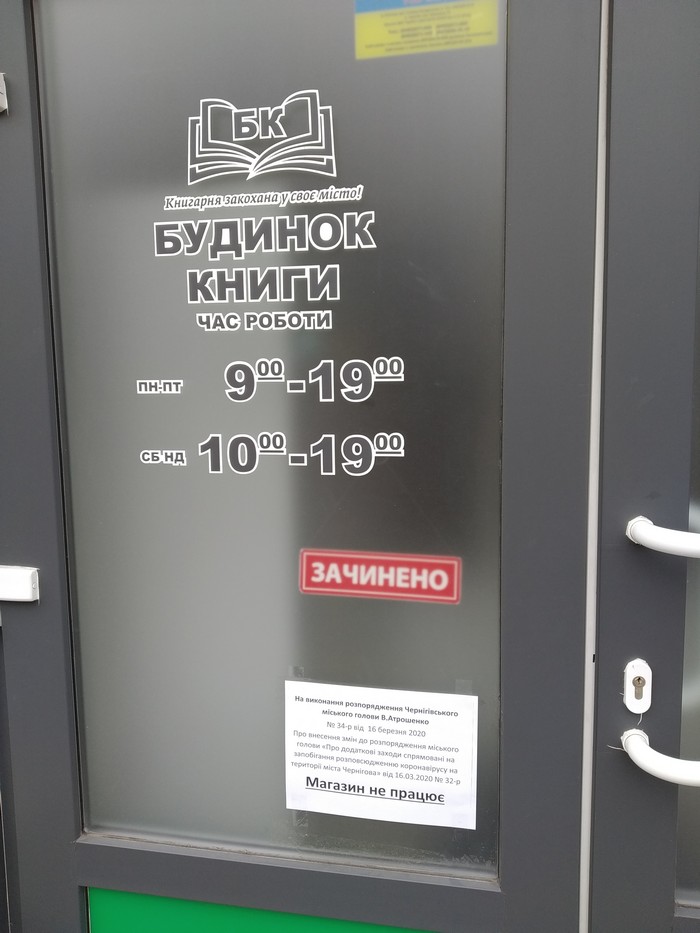 БК
Книгарня закохана у своє місто!
БУДИНОК
КНИГИ
ЧАС РОБОТИ
ПН-ПТ 9⁰⁰-19⁰⁰
СБ НД 10⁰⁰-19⁰⁰
ЗАЧИНЕНО
На виконання розпорядження Чернігівського
міського голови В.Атрошенко
№ 34-р від 16 березня 2020
Про внесення змін до розпорядження міського
голови «Про додаткові заходи спрямовані на
запобігання розповсюдженню коронавірусу на
території міста Чернігова» від 16.03.2020 № 32-р
Магазин не працює